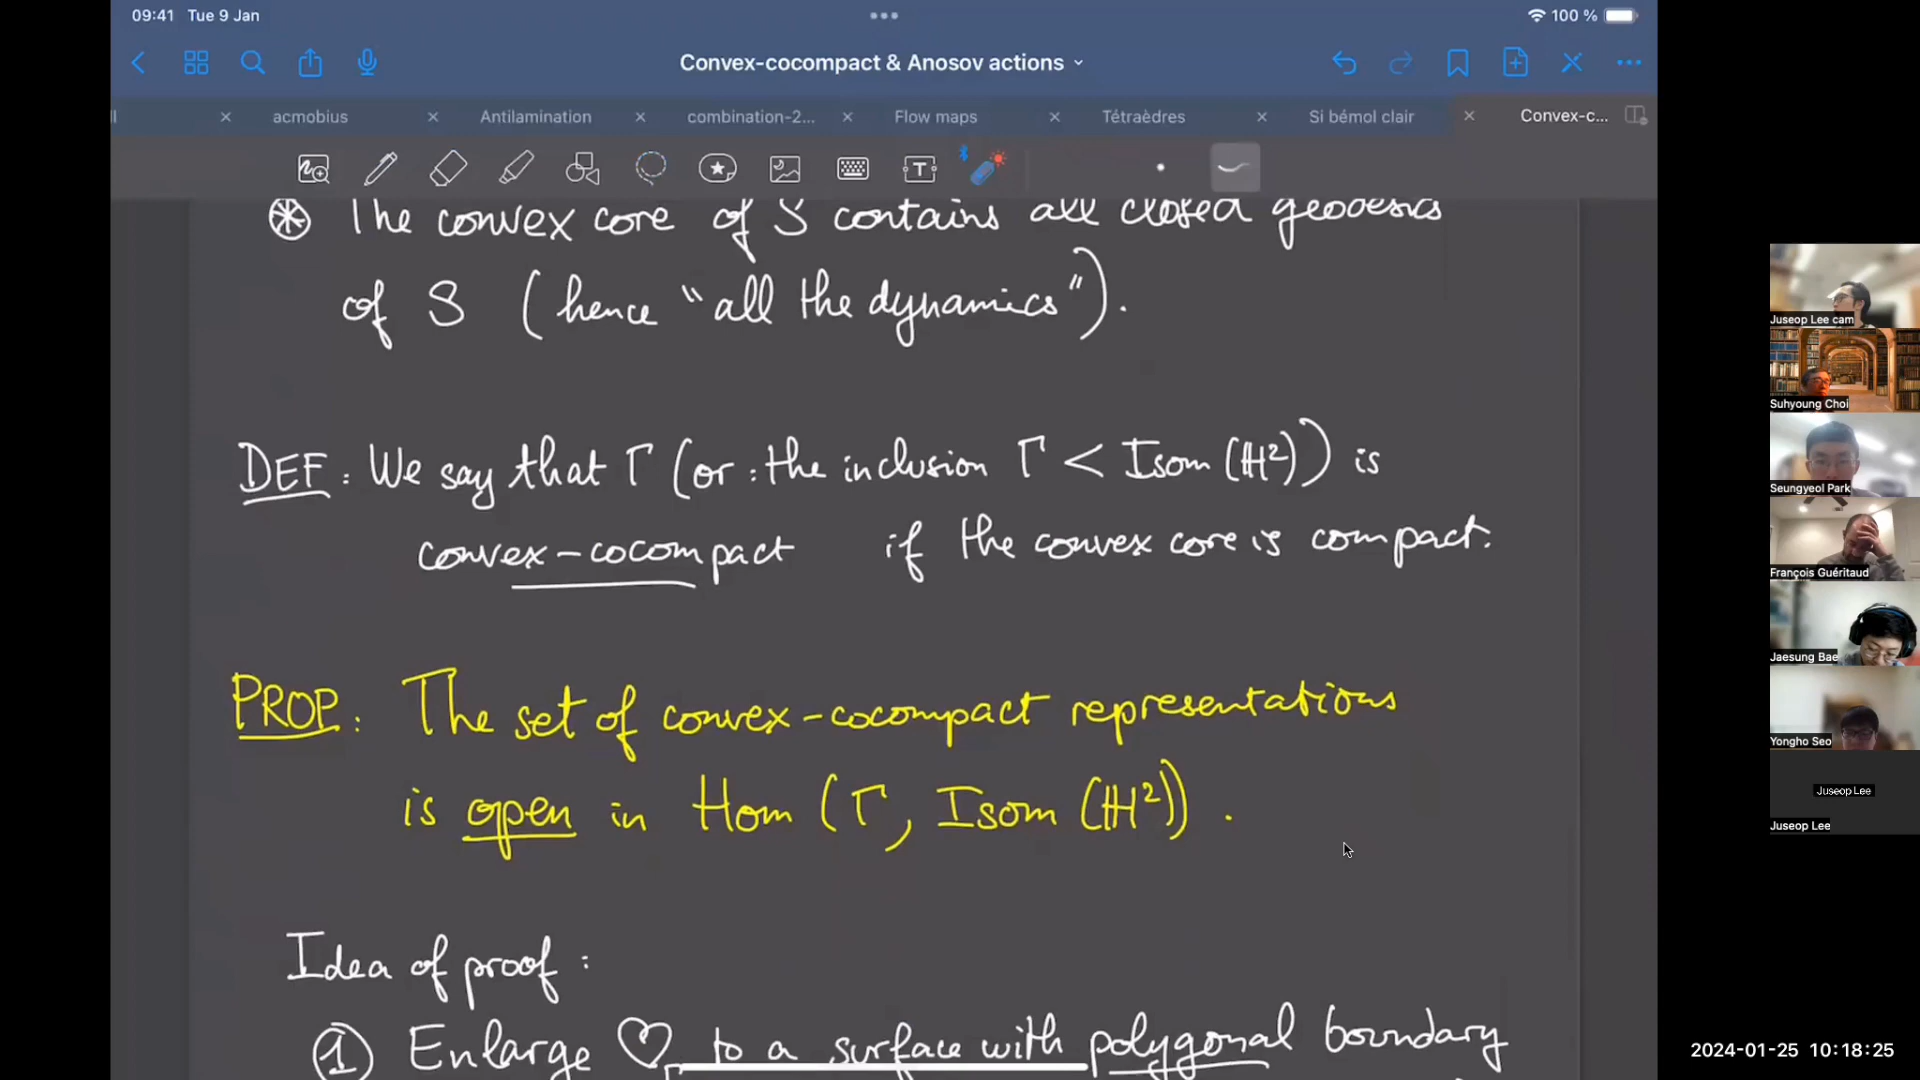 09:41 Tue 9 Jan
100 %
Convex-cocompact & Anosov actions
acmobius
Antilamination
combination-2...
Flow maps
Tétraèdres
Si bémol clair
Convex-c...
⊛ The convex core of S contains all closed geodesics
of S (hence "all the dynamics").
DEF: We say that Γ (or: the inclusion Γ < Isom (ℍ²)) is
convex-cocompact if the convex core is compact.
PROP: The set of convex-cocompact representations
is open in Hom (Γ, Isom (ℍ²)).
Idea of proof:
① Enlarge ♡ to a surface with polygonal boundary
Juseop Lee cam
Suhyoung Choi
Seungyeol Park
François Guéritaud
Jaesung Bae
Yongho Seo
Juseop Lee
Juseop Lee
2024-01-25 10:18:25